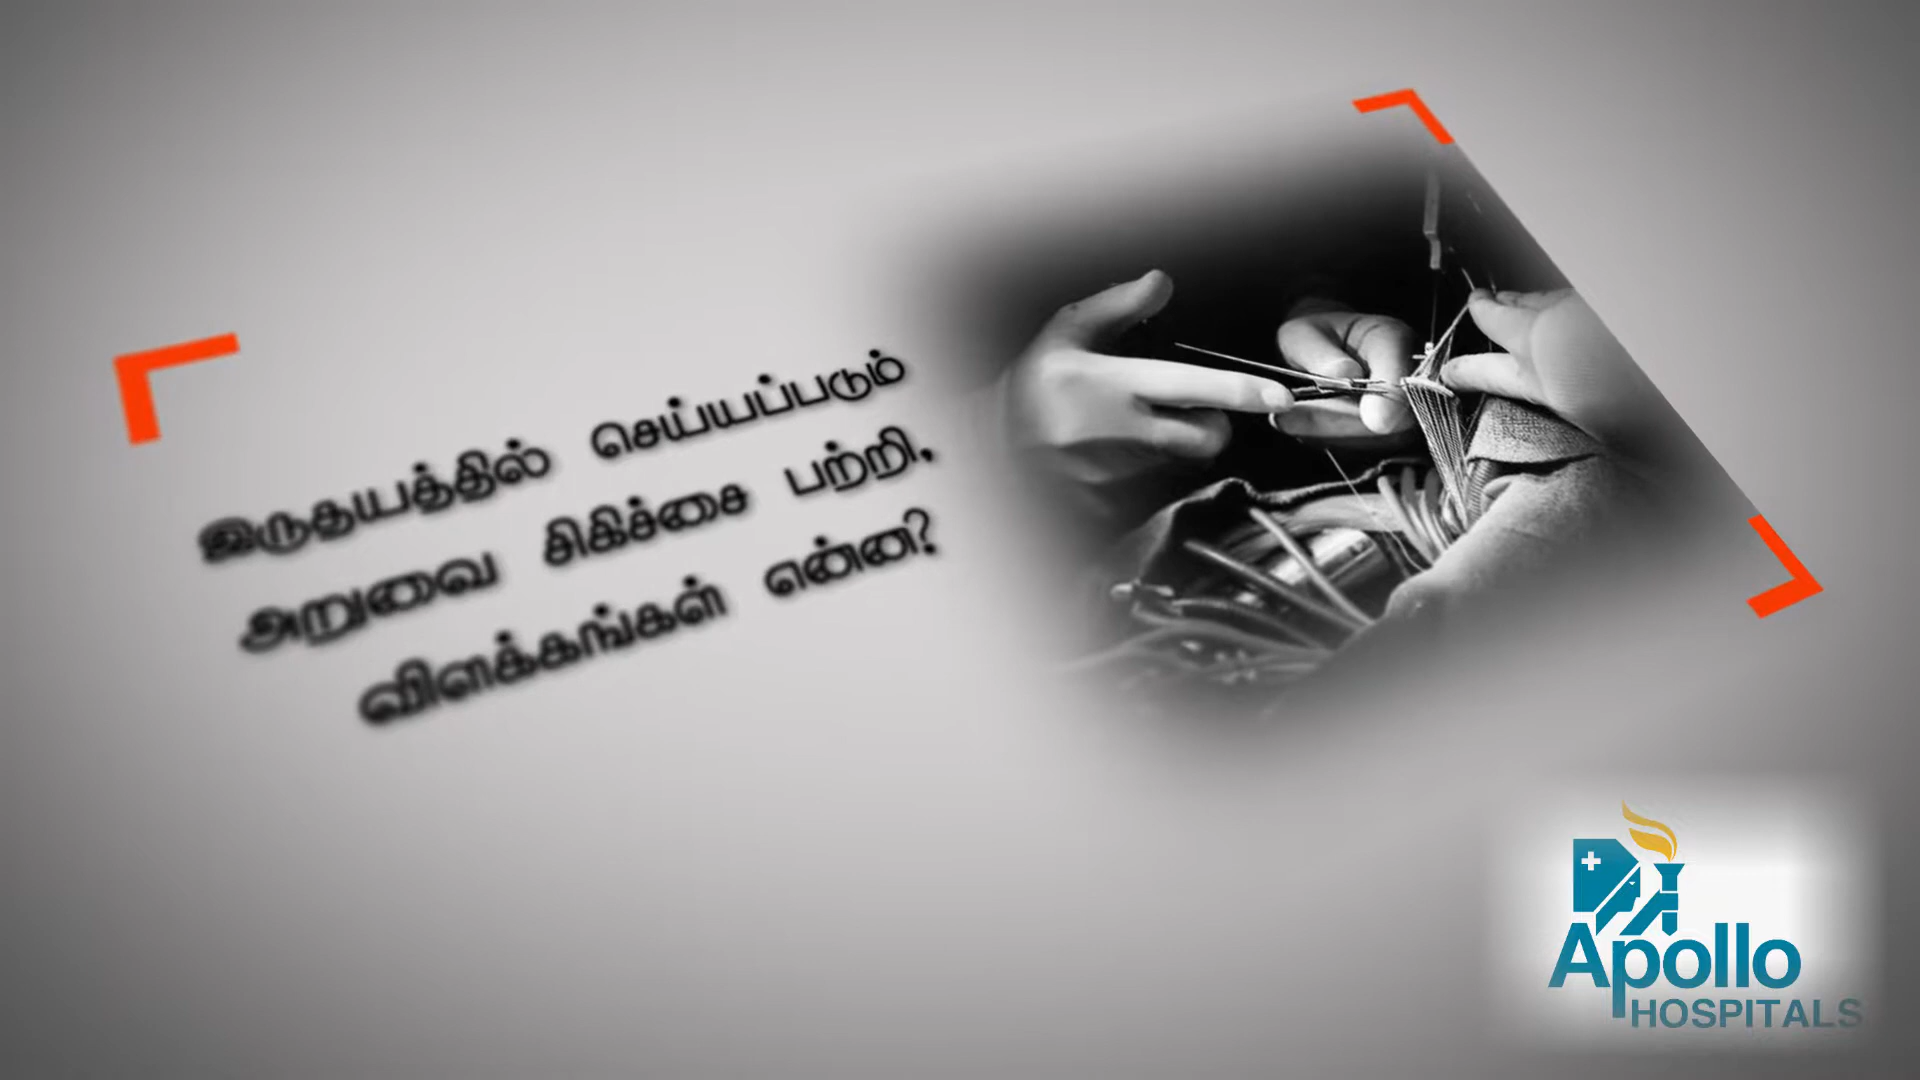 இருதயத்தில் செய்யப்படும்
அறுவை சிகிச்சை பற்றி,
விளக்கங்கள் என்ன?
Apollo
HOSPITALS